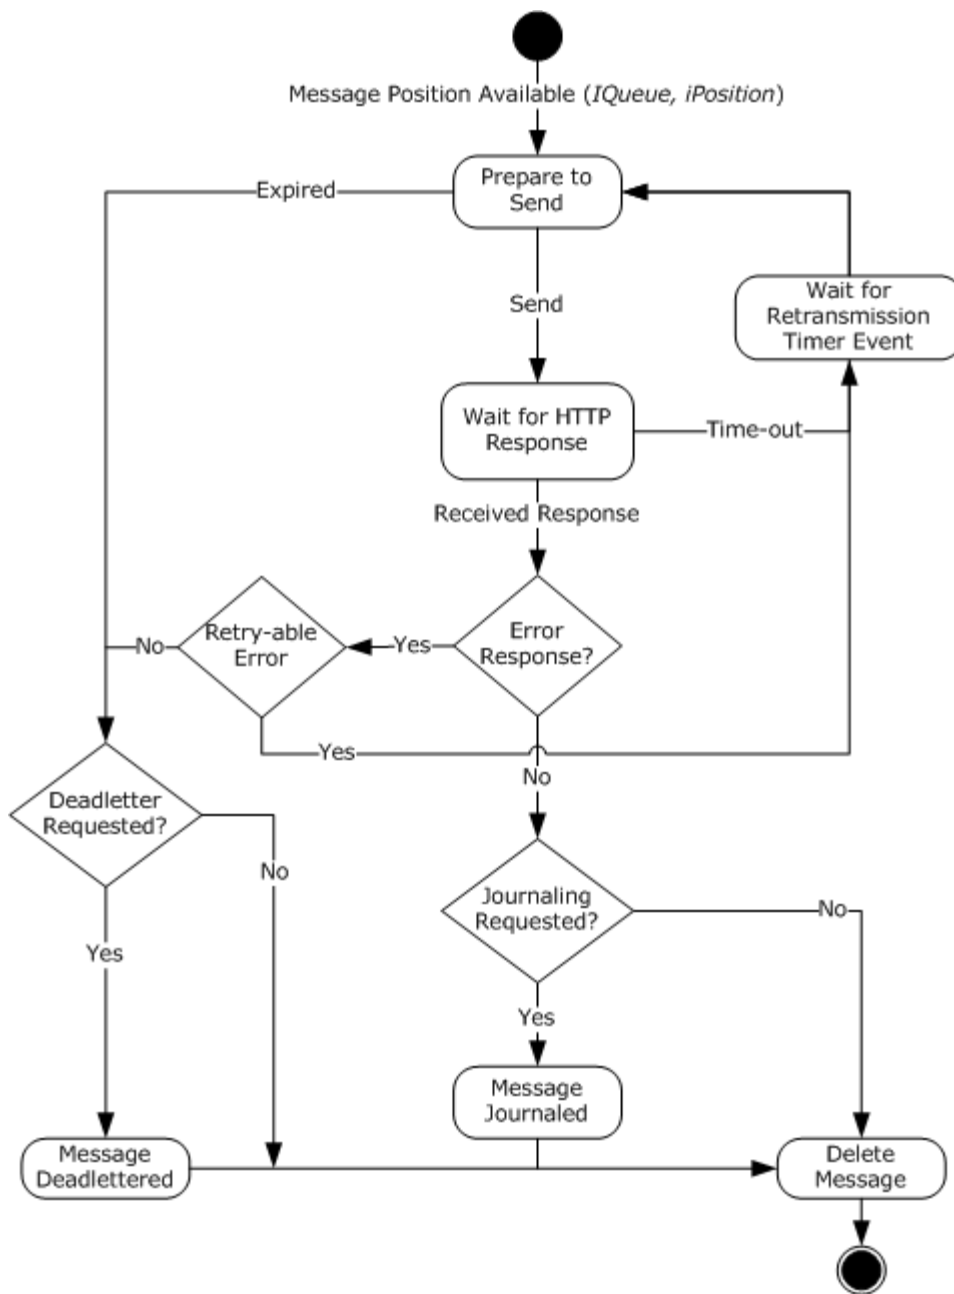 Message Position Available (IQueue, iPosition)
Expired
Prepare to
Send
Send
Wait for
Retransmission
Timer Event
Wait for HTTP
Response
Time-out
Received Response
No
Retry-able
Error
Yes
Error
Response?
Yes
No
Deadletter
Requested?
No
Yes
Journaling
Requested?
No
Yes
Message
Journaled
Message
Deadlettered
Delete
Message